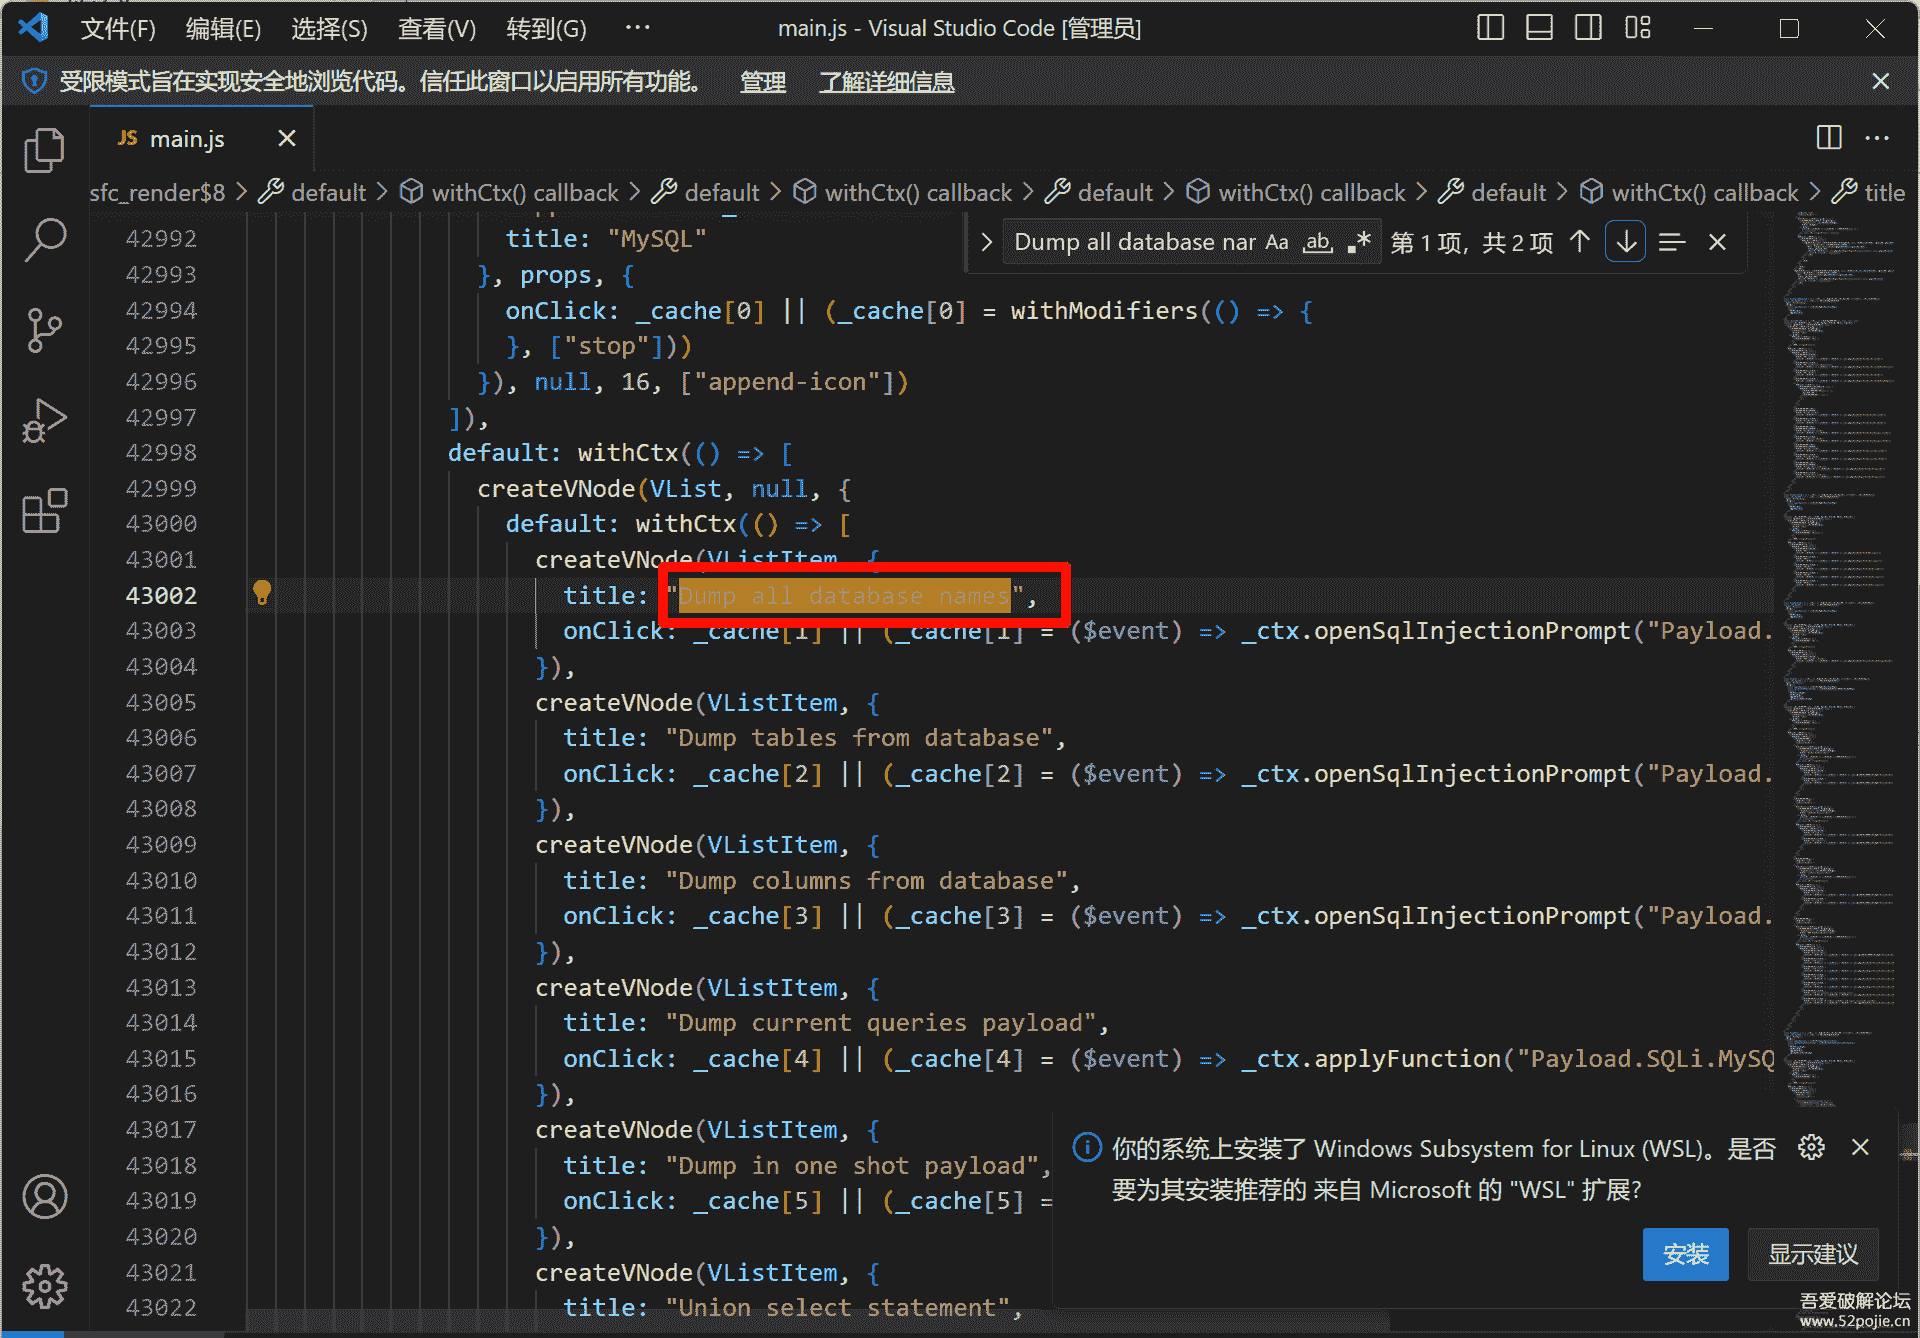 文件(F) 编辑(E) 选择(S) 查看(V) 转到(G) ··· main.js - Visual Studio Code [管理员]
受限模式旨在实现安全地浏览代码。信任此窗口以启用所有功能。 管理 了解详细信息
JS main.js
sfc_render$8 > default > withCtx() callback > default > withCtx() callback > default > withCtx() callback > default > withCtx() callback > title
Dump all database nar Aa ab .* 第 1 项，共 2 项
42992 title: "MySQL"
42993 }, props, {
42994 onClick: _cache[0] || (_cache[0] = withModifiers(() => {
42995 }, ["stop"]))
42996 }), null, 16, ["append-icon"])
42997 ]),
42998 default: withCtx(() => [
42999 createVNode(VList, null, {
43000 default: withCtx(() => [
43001 createVNode(VListItem, {
43002 title: "Dump all database names",
43003 onClick: _cache[1] || (_cache[1] = ($event) => _ctx.openSqlInjectionPrompt("Payload.
43004 }),
43005 createVNode(VListItem, {
43006 title: "Dump tables from database",
43007 onClick: _cache[2] || (_cache[2] = ($event) => _ctx.openSqlInjectionPrompt("Payload.
43008 }),
43009 createVNode(VListItem, {
43010 title: "Dump columns from database",
43011 onClick: _cache[3] || (_cache[3] = ($event) => _ctx.openSqlInjectionPrompt("Payload.
43012 }),
43013 createVNode(VListItem, {
43014 title: "Dump current queries payload",
43015 onClick: _cache[4] || (_cache[4] = ($event) => _ctx.applyFunction("Payload.SQLi.MySQ
43016 }),
43017 createVNode(VListItem, {
43018 title: "Dump in one shot payload",
43019 onClick: _cache[5] || (_cache[5] =
43020 }),
43021 createVNode(VListItem, {
43022 title: "Union select statement",
你的系统上安装了 Windows Subsystem for Linux (WSL)。是否
要为其安装推荐的 来自 Microsoft 的 "WSL" 扩展?
安装 显示建议
吾爱破解论坛
www.52pojie.cn